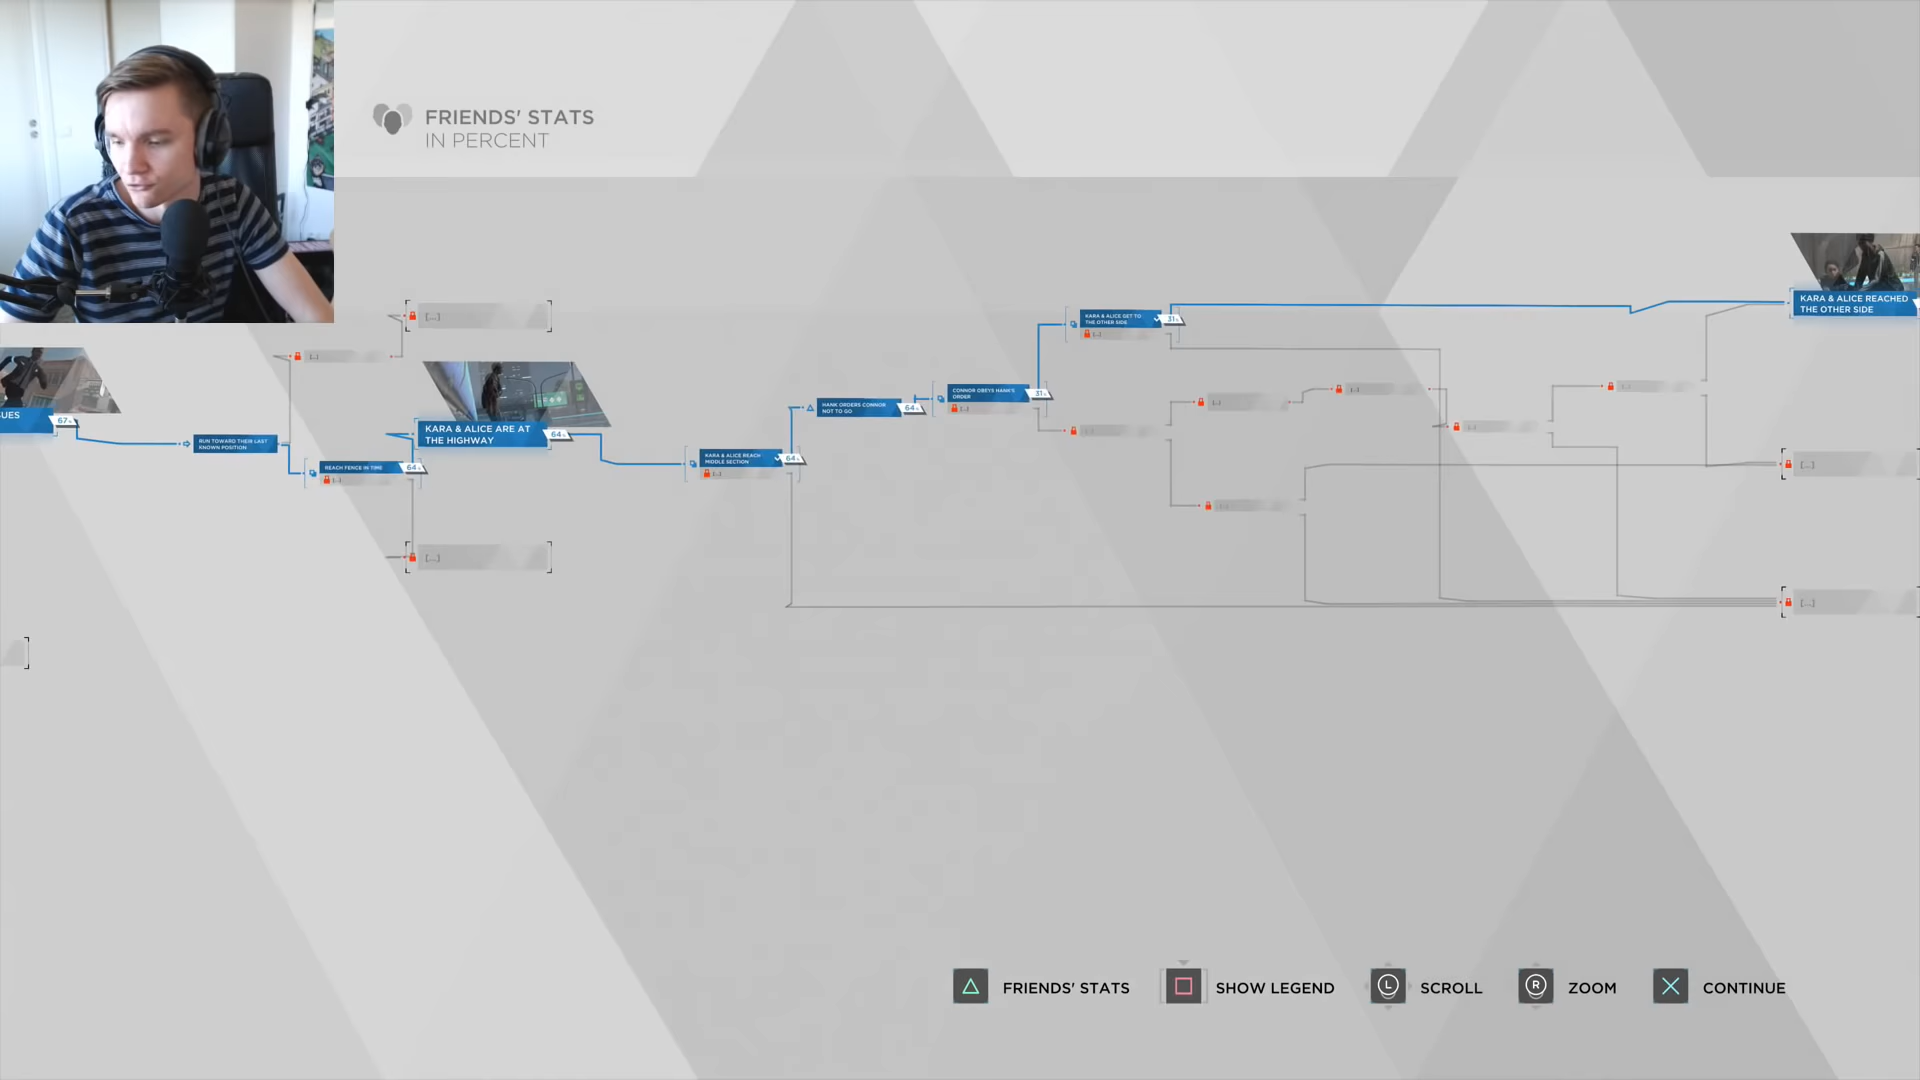 FRIENDS' STATS
IN PERCENT
KARA & ALICE REACHED
THE OTHER SIDE
KARA & ALICE GET TO
THE OTHER SIDE
31%
[...]
[...]
[...]
CONNOR OBEYS HANK'S
ORDER
31%
[...]
HANK ORDERS CONNOR
NOT TO GO
64%
[...]
[...]
[...]
[...]
[...]
UES
67%
RUN TOWARD THEIR LAST
KNOWN POSITION
KARA & ALICE ARE AT
THE HIGHWAY
64%
KARA & ALICE REACH
MIDDLE SECTION
64%
[...]
REACH FENCE IN TIME
64%
[...]
[...]
[...]
[...]
[...]
[...]
FRIENDS' STATS
SHOW LEGEND
L
SCROLL
R
ZOOM
CONTINUE